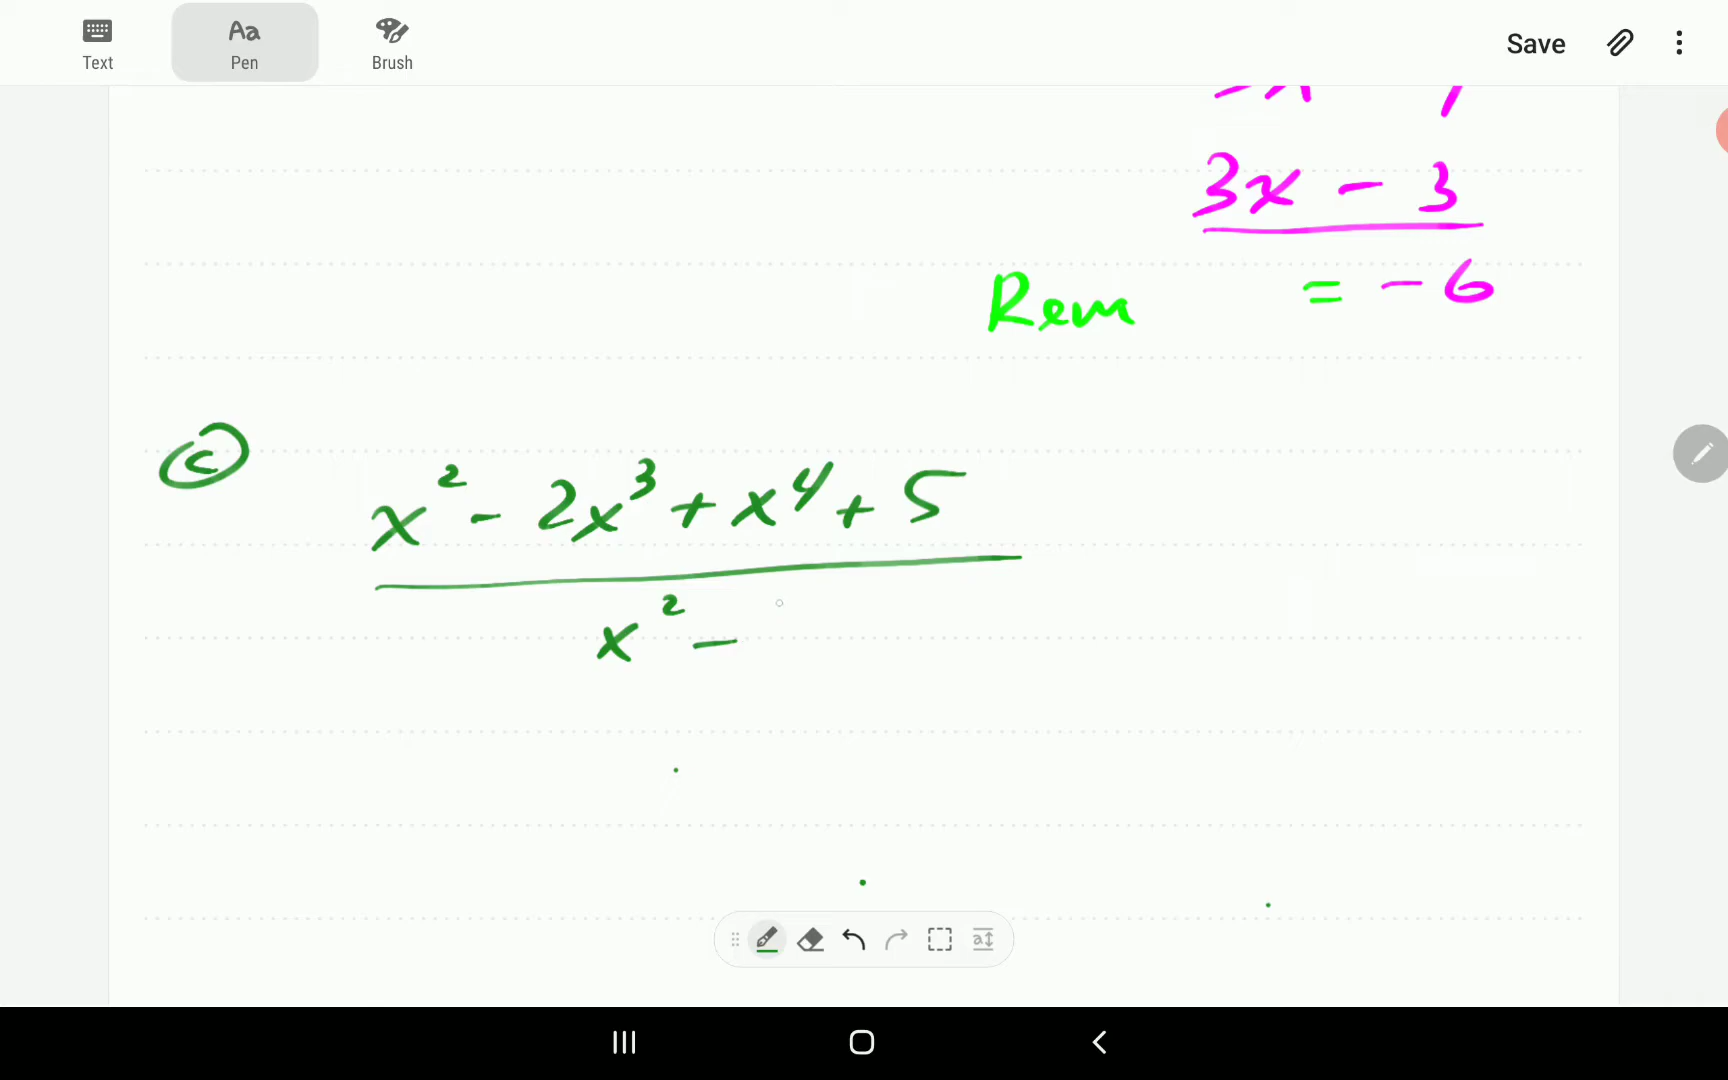 Text Pen Brush Save
3x - 3
Rem = - 6
c
x² - 2x³ + x⁴ + 5
x² -